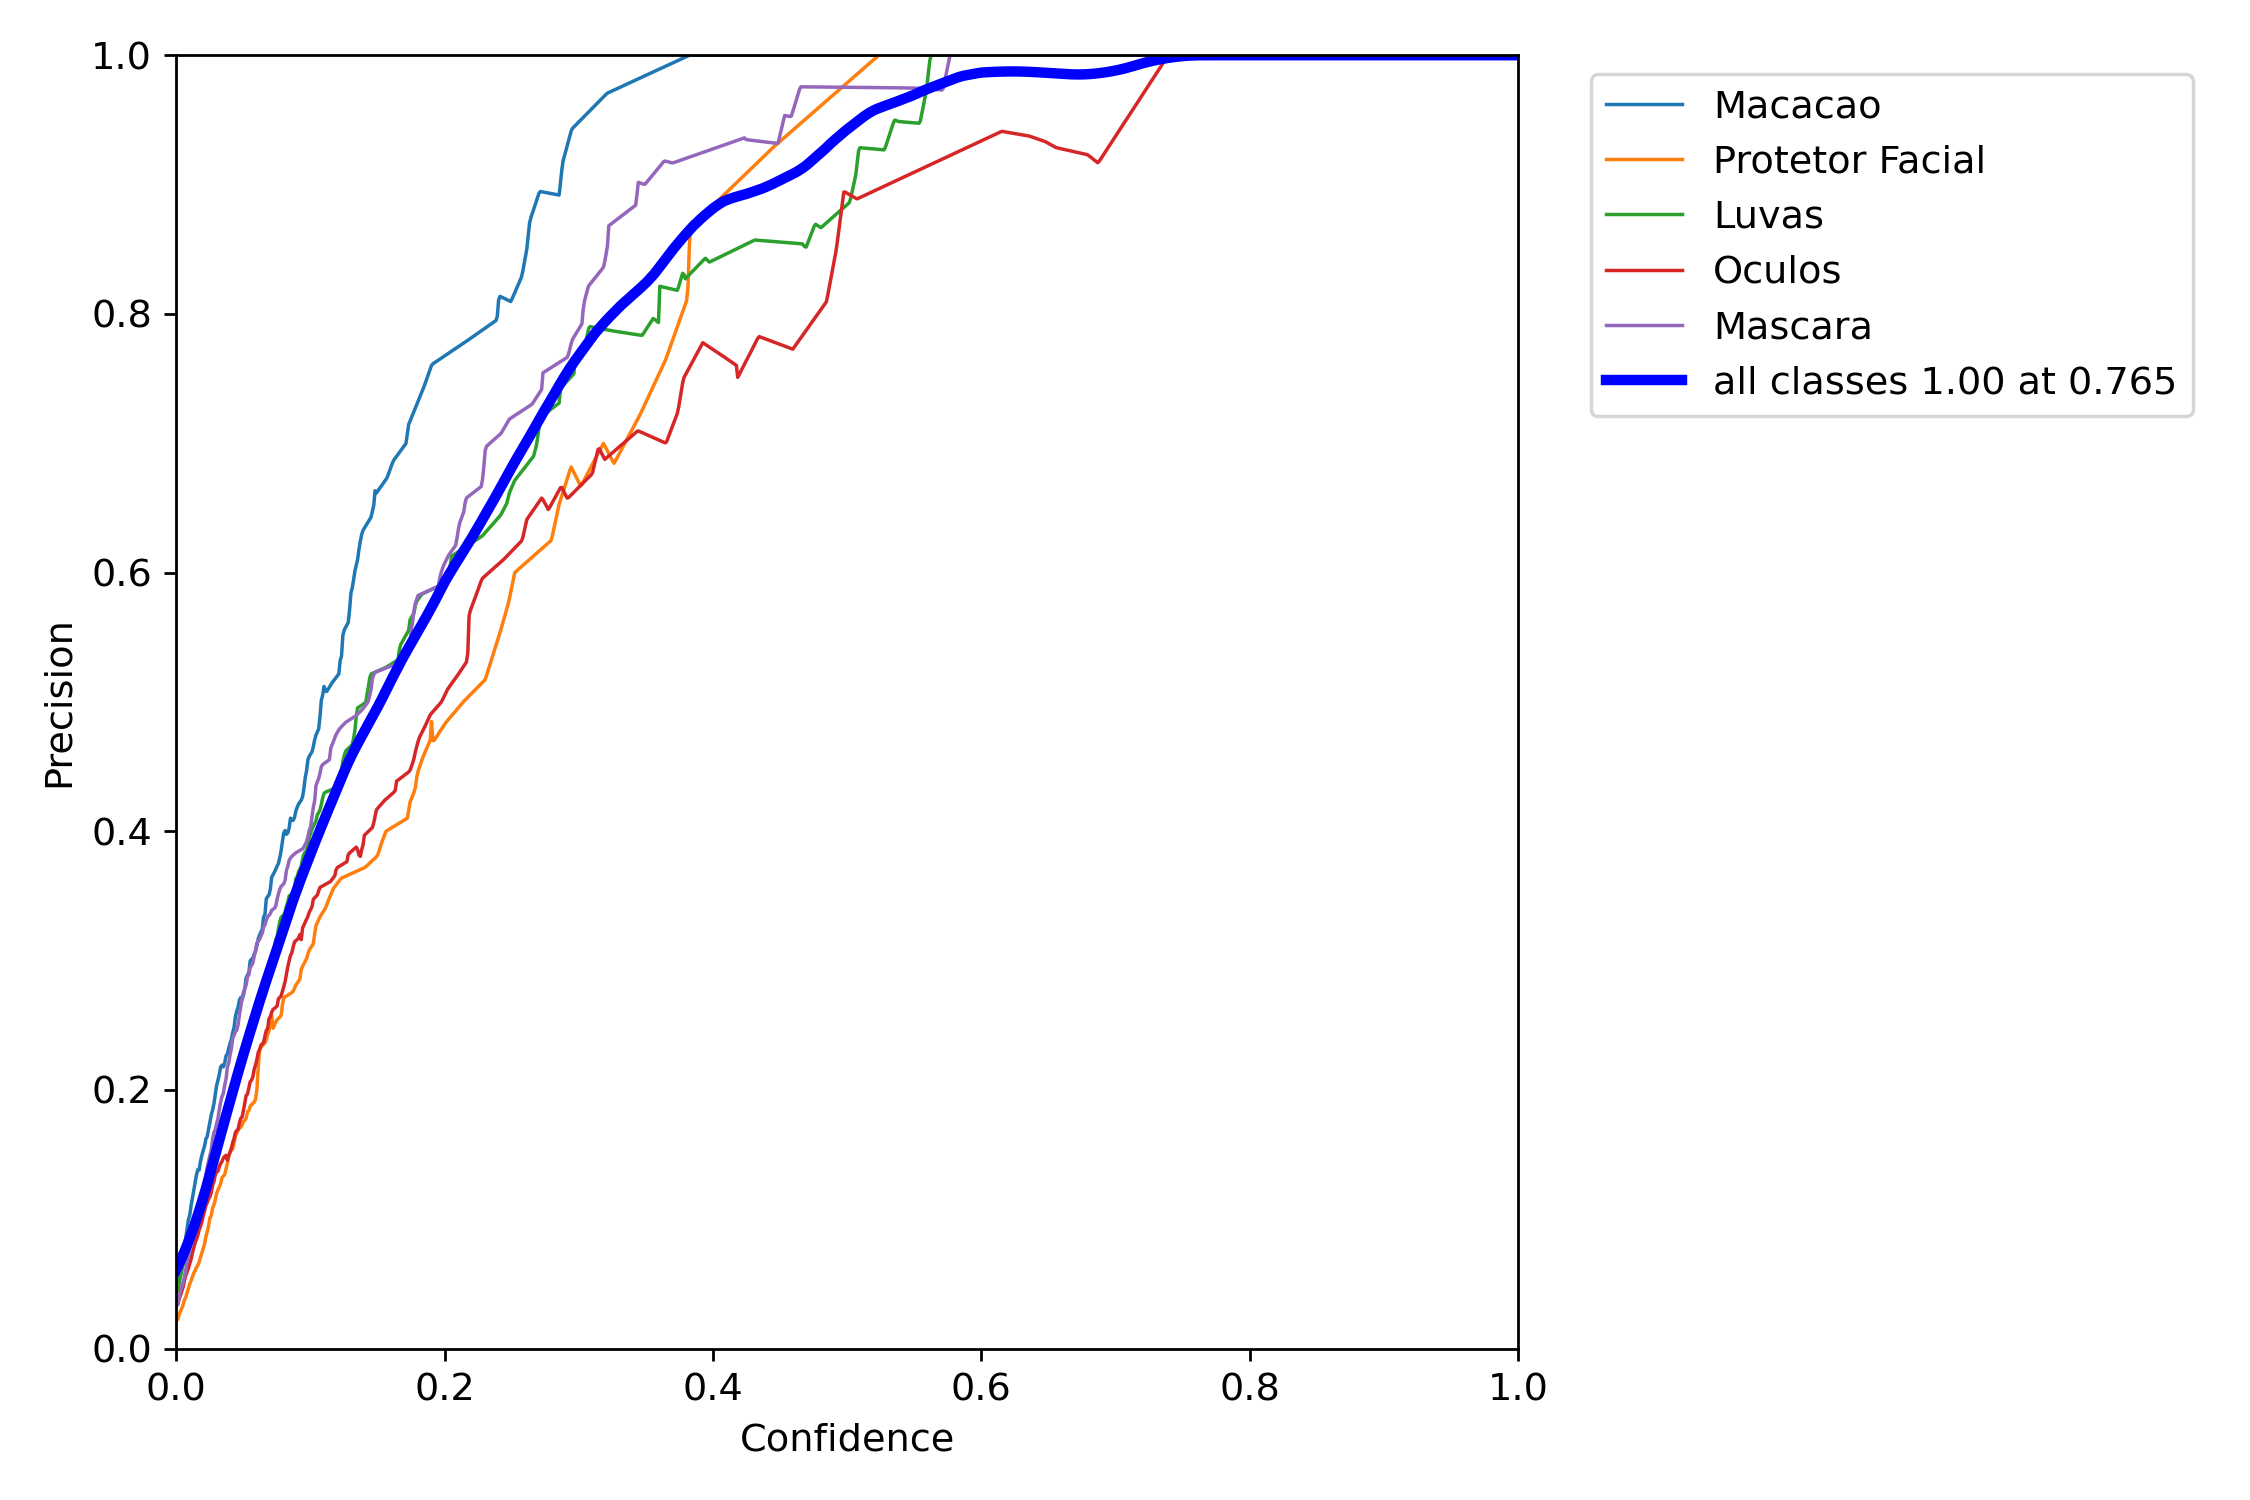 1.0
0.8
0.6
0.4
0.2
0.0
Precision
0.0 0.2 0.4 0.6 0.8 1.0
Confidence
Macacao
Protetor Facial
Luvas
Oculos
Mascara
all classes 1.00 at 0.765